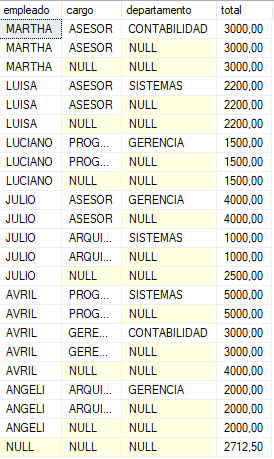 empleado cargo departamento total
MARTHA ASESOR CONTABILIDAD 3000,00
MARTHA ASESOR NULL 3000,00
MARTHA NULL NULL 3000,00
LUISA ASESOR SISTEMAS 2200,00
LUISA ASESOR NULL 2200,00
LUISA NULL NULL 2200,00
LUCIANO PROG... GERENCIA 1500,00
LUCIANO PROG... NULL 1500,00
LUCIANO NULL NULL 1500,00
JULIO ASESOR GERENCIA 4000,00
JULIO ASESOR NULL 4000,00
JULIO ARQUI... SISTEMAS 1000,00
JULIO ARQUI... NULL 1000,00
JULIO NULL NULL 2500,00
AVRIL PROG... SISTEMAS 5000,00
AVRIL PROG... NULL 5000,00
AVRIL GERE... CONTABILIDAD 3000,00
AVRIL GERE... NULL 3000,00
AVRIL NULL NULL 4000,00
ANGELI ARQUI... GERENCIA 2000,00
ANGELI ARQUI... NULL 2000,00
ANGELI NULL NULL 2000,00
NULL NULL NULL 2712,50